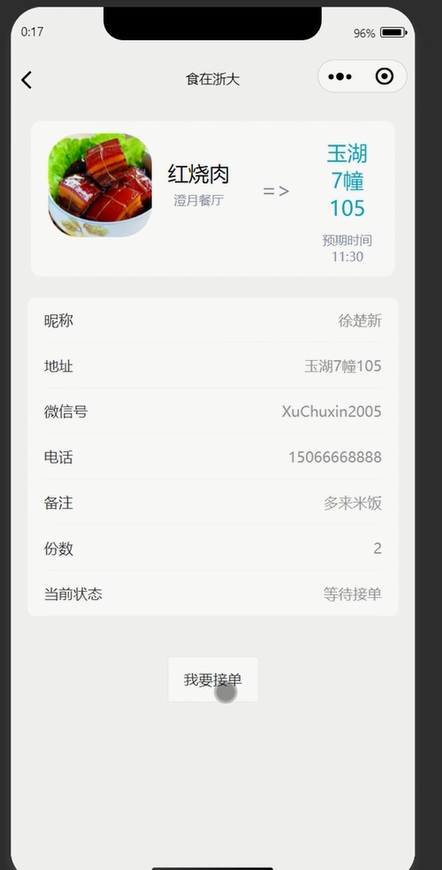 0:17
96%
食在浙大
红烧肉
澄月餐厅
=>
玉湖
7幢
105
预期时间
11:30
昵称 徐楚新
地址 玉湖7幢105
微信号 XuChuxin2005
电话 15066668888
备注 多来米饭
份数 2
当前状态 等待接单
我要接单